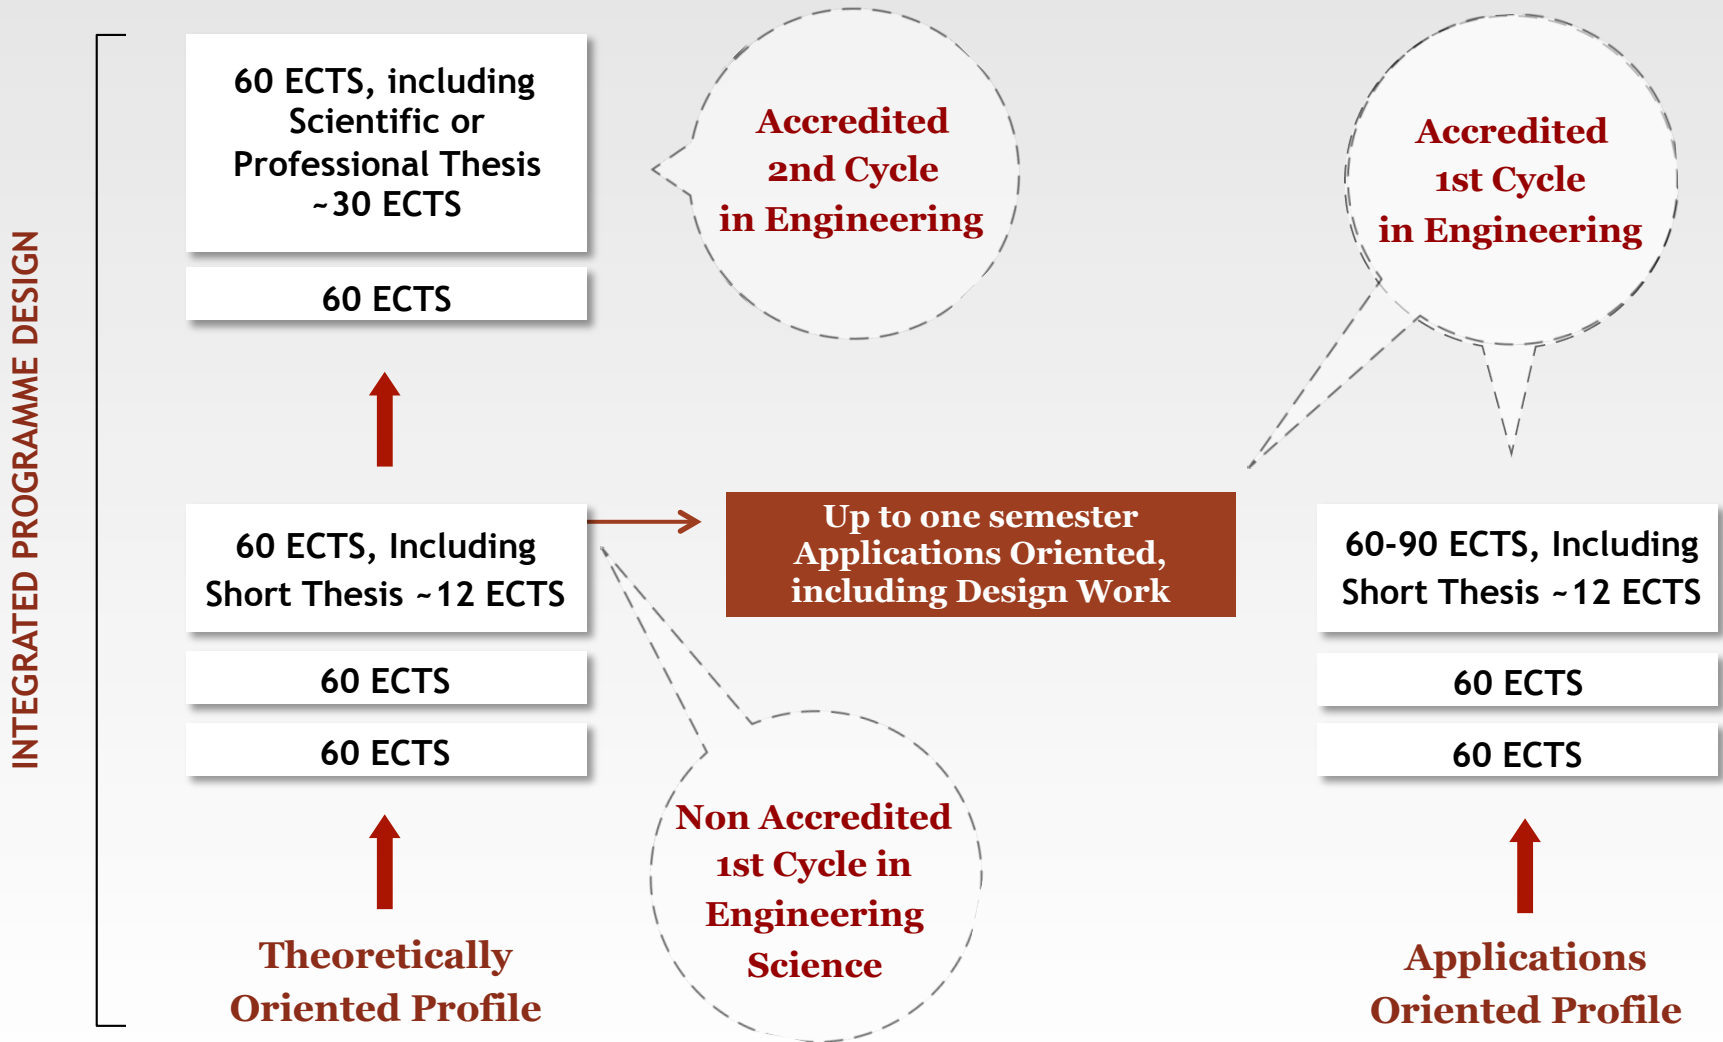 INTEGRATED PROGRAMME DESIGN
60 ECTS, including
Scientific or
Professional Thesis
~30 ECTS
60 ECTS
Accredited
2nd Cycle
in Engineering
Accredited
1st Cycle
in Engineering
60 ECTS, Including
Short Thesis ~12 ECTS
60 ECTS
60 ECTS
Up to one semester
Applications Oriented,
including Design Work
60-90 ECTS, Including
Short Thesis ~12 ECTS
60 ECTS
60 ECTS
Non Accredited
1st Cycle in
Engineering
Science
Theoretically
Oriented Profile
Applications
Oriented Profile